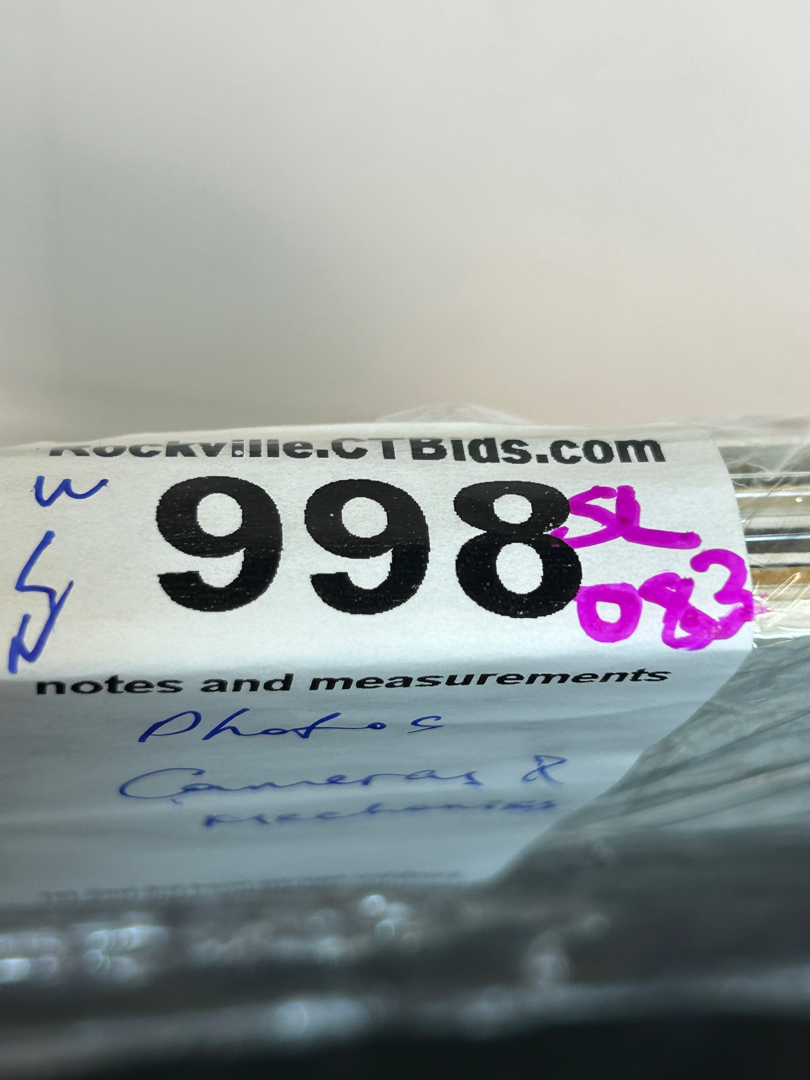 Rockville.CTBids.com
W
998
SL
083
notes and measurements
Photos
Cameras &